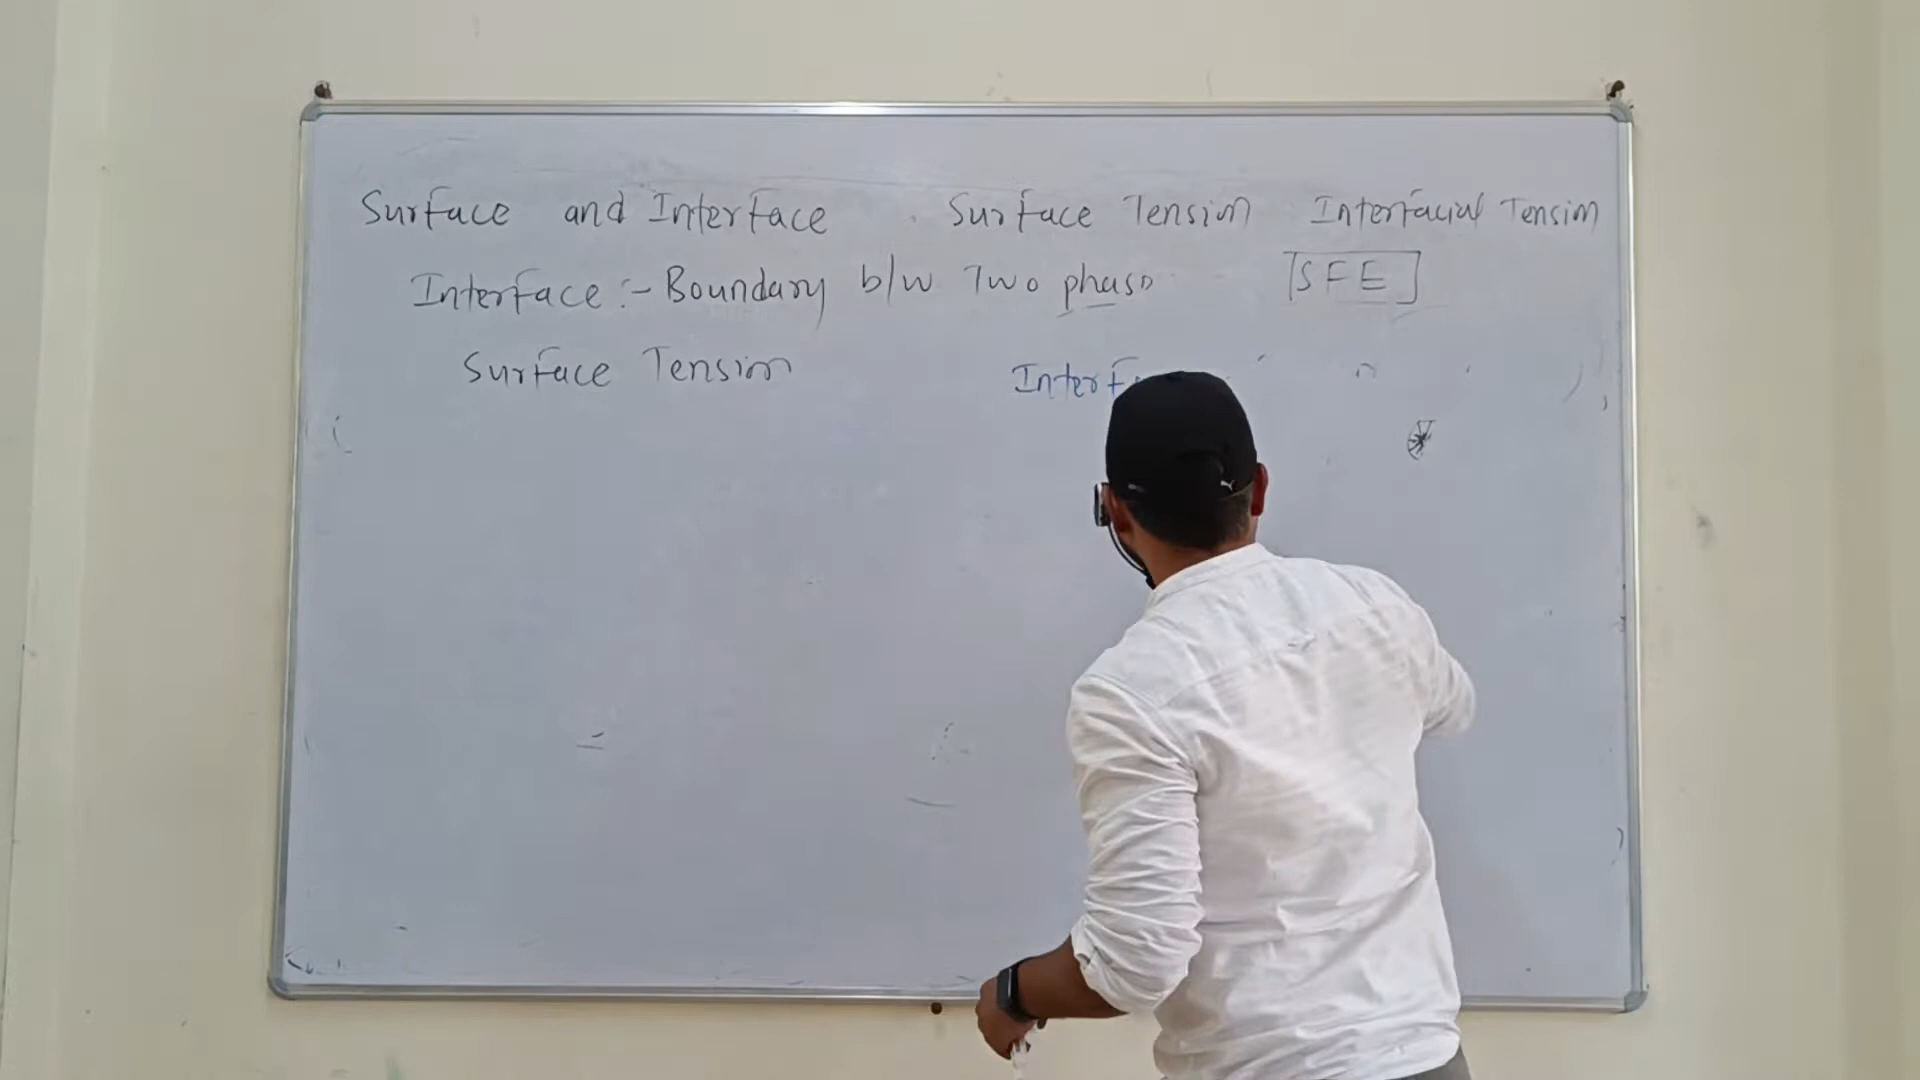 Surface and Interface Surface Tension Interfacial Tension
Interface :- Boundary b/w Two phase [SFE]
Surface Tension Interf